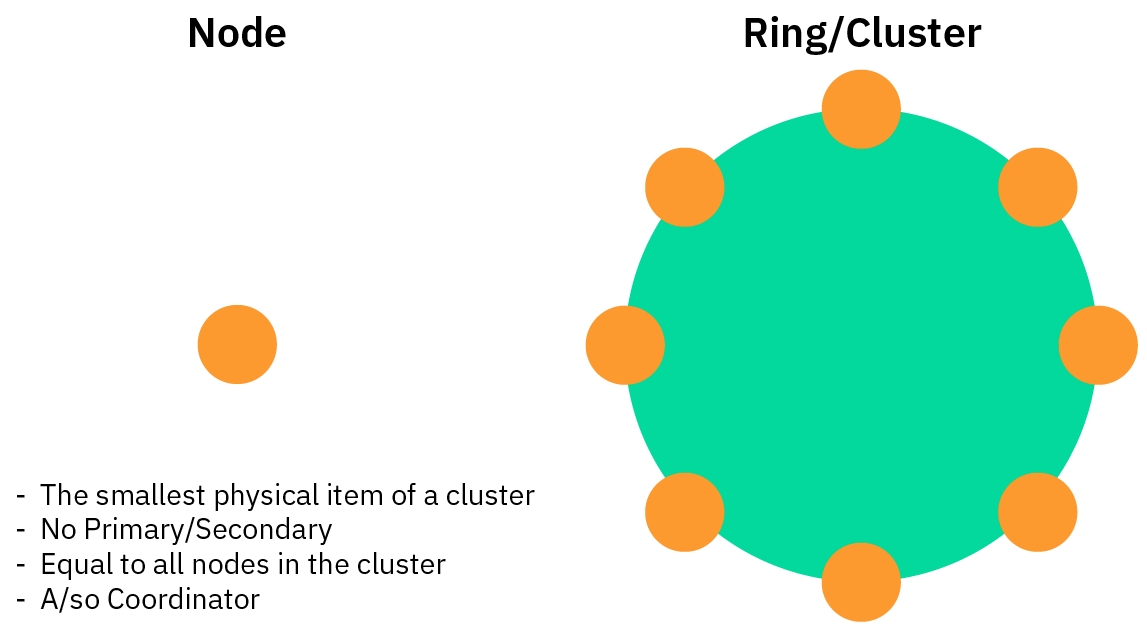 Node
Ring/Cluster
- The smallest physical item of a cluster
- No Primary/Secondary
- Equal to all nodes in the cluster
- A/so Coordinator